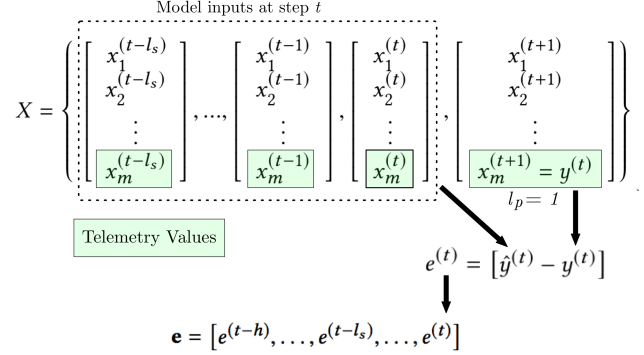 Model inputs at step t
X = { [ x_1^{(t−l_s)} x_2^{(t−l_s)} ⋮ x_m^{(t−l_s)} ] , ..., [ x_1^{(t−1)} x_2^{(t−1)} ⋮ x_m^{(t−1)} ] , [ x_1^{(t)} x_2^{(t)} ⋮ x_m^{(t)} ] , [ x_1^{(t+1)} x_2^{(t+1)} ⋮ x_m^{(t+1)} = y^{(t)} ] } .
l_p = 1
Telemetry Values
e^{(t)} = [ŷ^{(t)} − y^{(t)}]
e = [e^{(t−h)}, . . . , e^{(t−l_s)}, . . . , e^{(t)}]